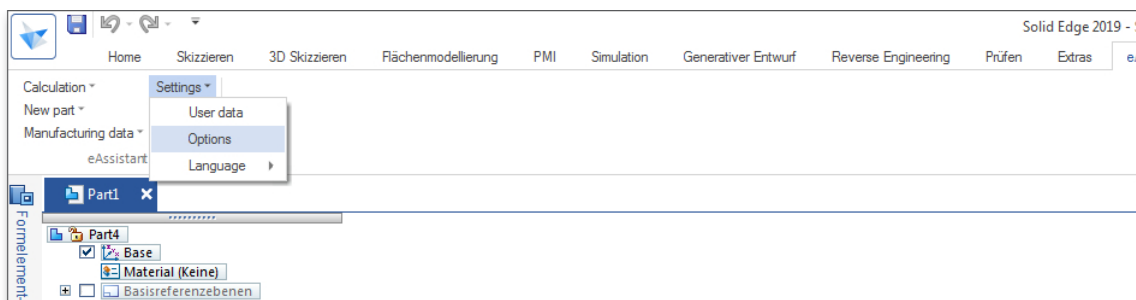 Solid Edge 2019 -
Home Skizzieren 3D Skizzieren Flächenmodellierung PMI Simulation Generativer Entwurf Reverse Engineering Prüfen Extras
Calculation Settings
New part User data
Manufacturing data Options
eAssistant Language
Part1
Formelement
Part4
Base
Material (Keine)
Basisreferenzebenen